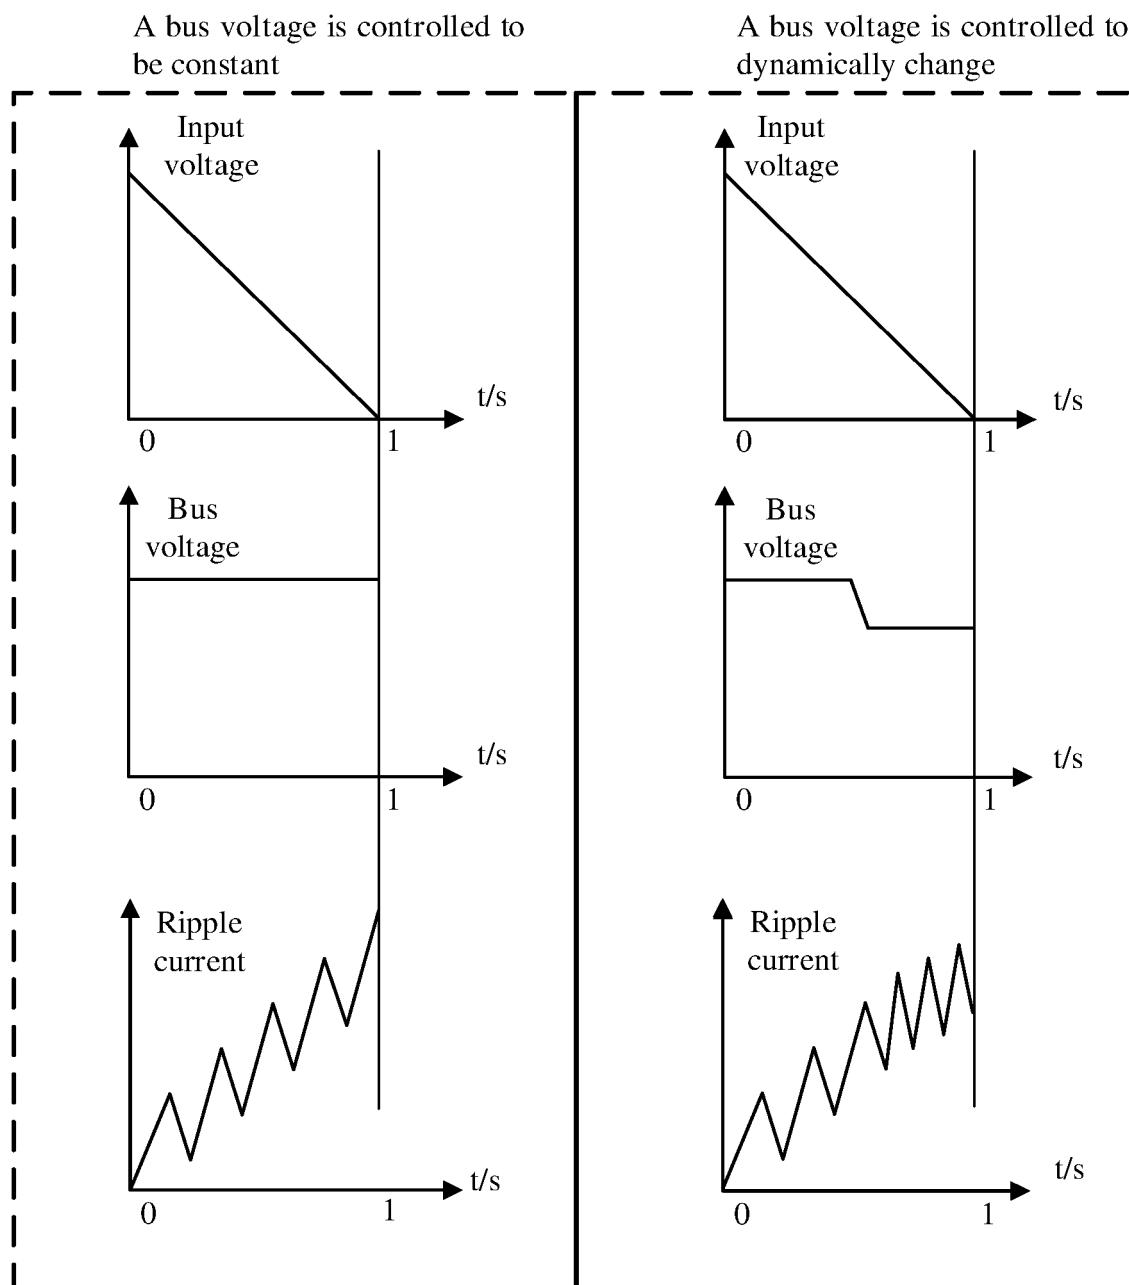 A bus voltage is controlled to
be constant
Input
voltage
t/s
0
1
Bus
voltage
t/s
0
1
Ripple
current
t/s
0
1
A bus voltage is controlled to
dynamically change
Input
voltage
t/s
0
1
Bus
voltage
t/s
0
1
Ripple
current
t/s
0
1